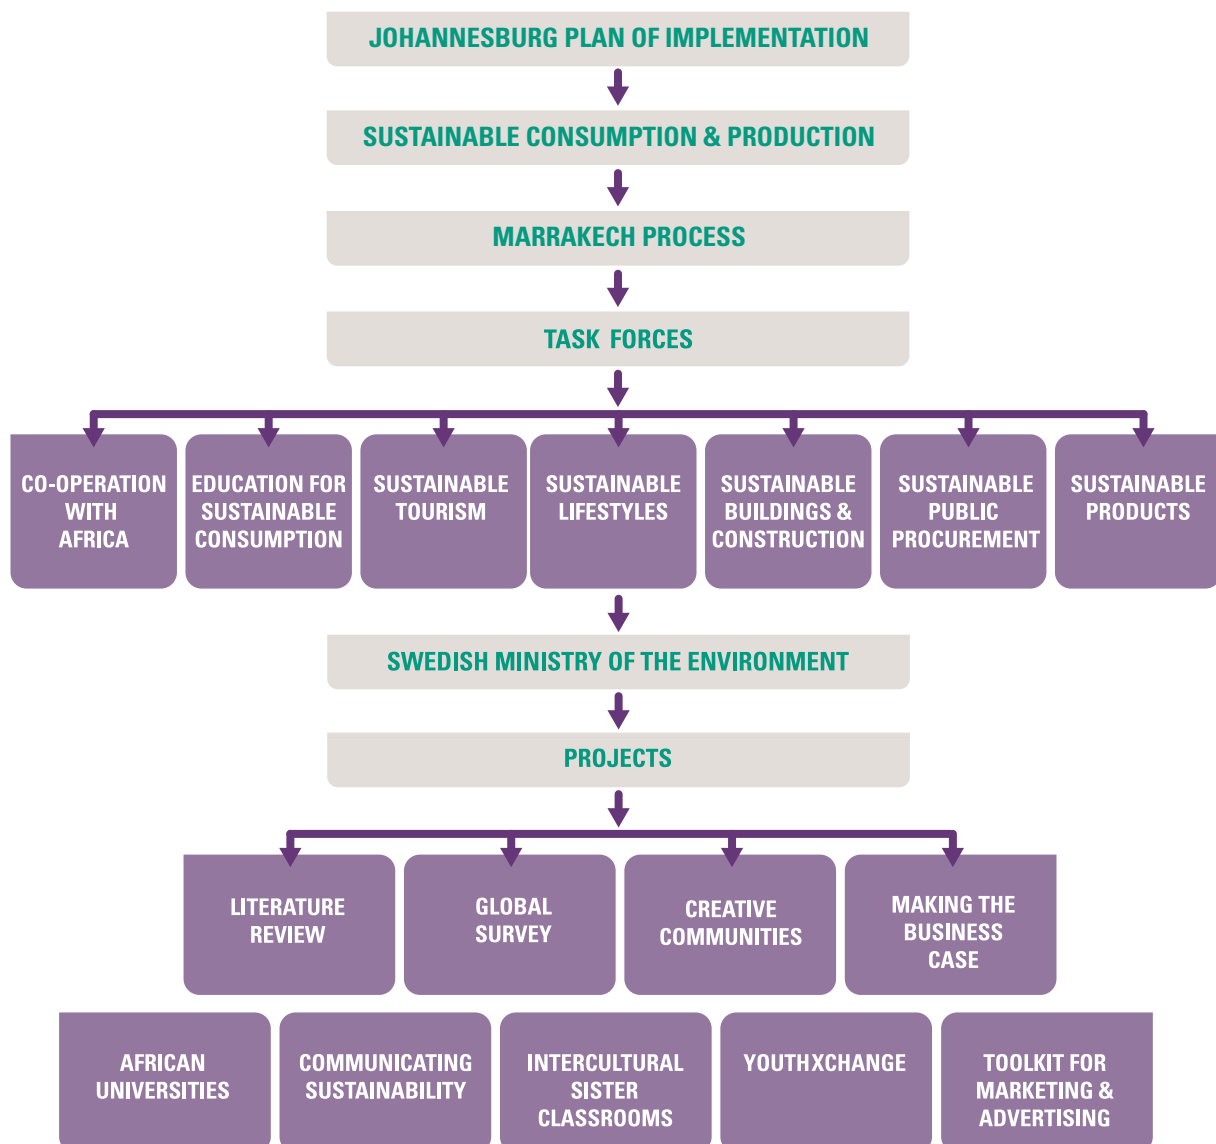 JOHANNESBURG PLAN OF IMPLEMENTATION
SUSTAINABLE CONSUMPTION & PRODUCTION
MARRAKECH PROCESS
TASK FORCES
CO-OPERATION
WITH
AFRICA
EDUCATION FOR
SUSTAINABLE
CONSUMPTION
SUSTAINABLE
TOURISM
SUSTAINABLE
LIFESTYLES
SUSTAINABLE
BUILDINGS &
CONSTRUCTION
SUSTAINABLE
PUBLIC
PROCUREMENT
SUSTAINABLE
PRODUCTS
SWEDISH MINISTRY OF THE ENVIRONMENT
PROJECTS
LITERATURE
REVIEW
GLOBAL
SURVEY
CREATIVE
COMMUNITIES
MAKING THE
BUSINESS
CASE
AFRICAN
UNIVERSITIES
COMMUNICATING
SUSTAINABILITY
INTERCULTURAL
SISTER
CLASSROOMS
YOUTHXCHANGE
TOOLKIT FOR
MARKETING &
ADVERTISING